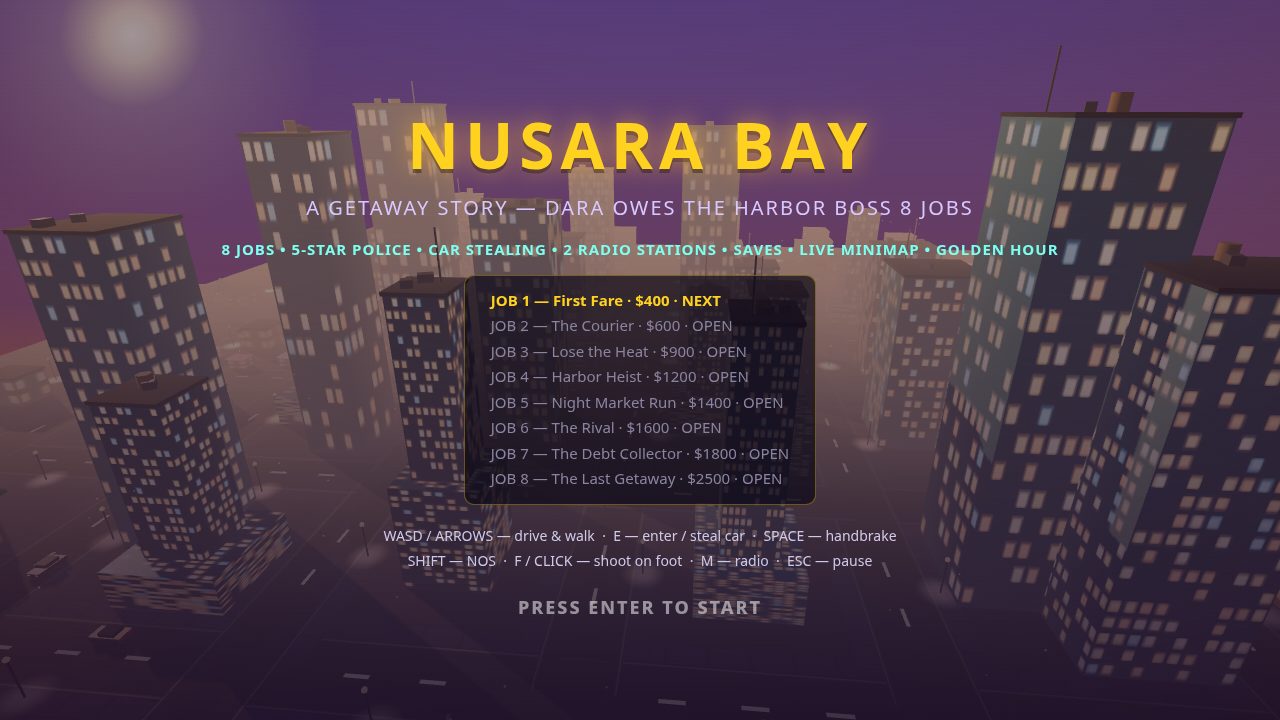 NUSARA BAY
A GETAWAY STORY — DARA OWES THE HARBOR BOSS 8 JOBS
8 JOBS • 5-STAR POLICE • CAR STEALING • 2 RADIO STATIONS • SAVES • LIVE MINIMAP • GOLDEN HOUR
JOB 1 — First Fare · $400 · NEXT
JOB 2 — The Courier · $600 · OPEN
JOB 3 — Lose the Heat · $900 · OPEN
JOB 4 — Harbor Heist · $1200 · OPEN
JOB 5 — Night Market Run · $1400 · OPEN
JOB 6 — The Rival · $1600 · OPEN
JOB 7 — The Debt Collector · $1800 · OPEN
JOB 8 — The Last Getaway · $2500 · OPEN
WASD / ARROWS — drive & walk · E — enter / steal car · SPACE — handbrake
SHIFT — NOS · F / CLICK — shoot on foot · M — radio · ESC — pause
PRESS ENTER TO START